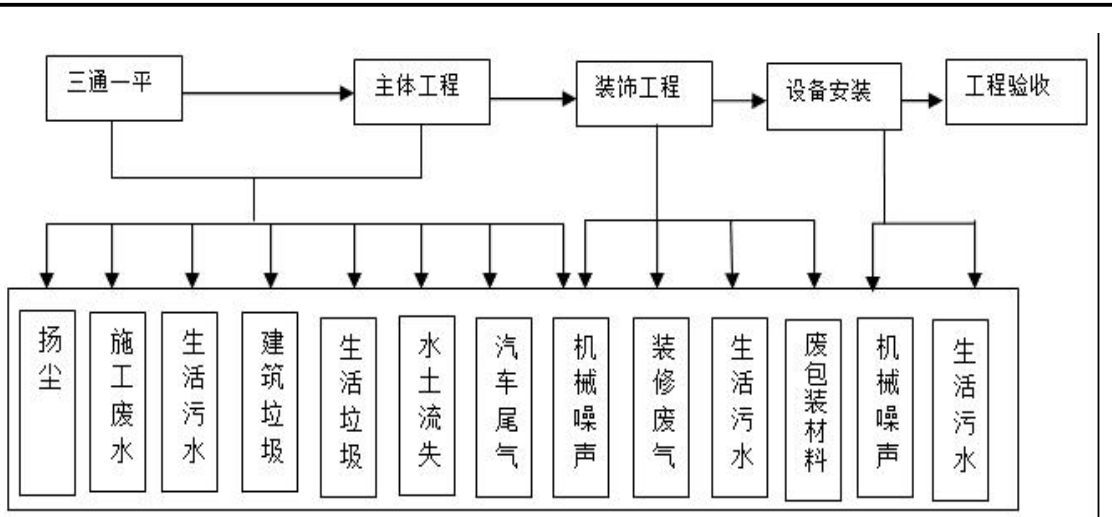 三通一平
主体工程
装饰工程
设备安装
工程验收
扬尘
施工废水
生活污水
建筑垃圾
生活垃圾
水土流失
汽车尾气
机械噪声
装修废气
生活污水
废包装材料
机械噪声
生活污水